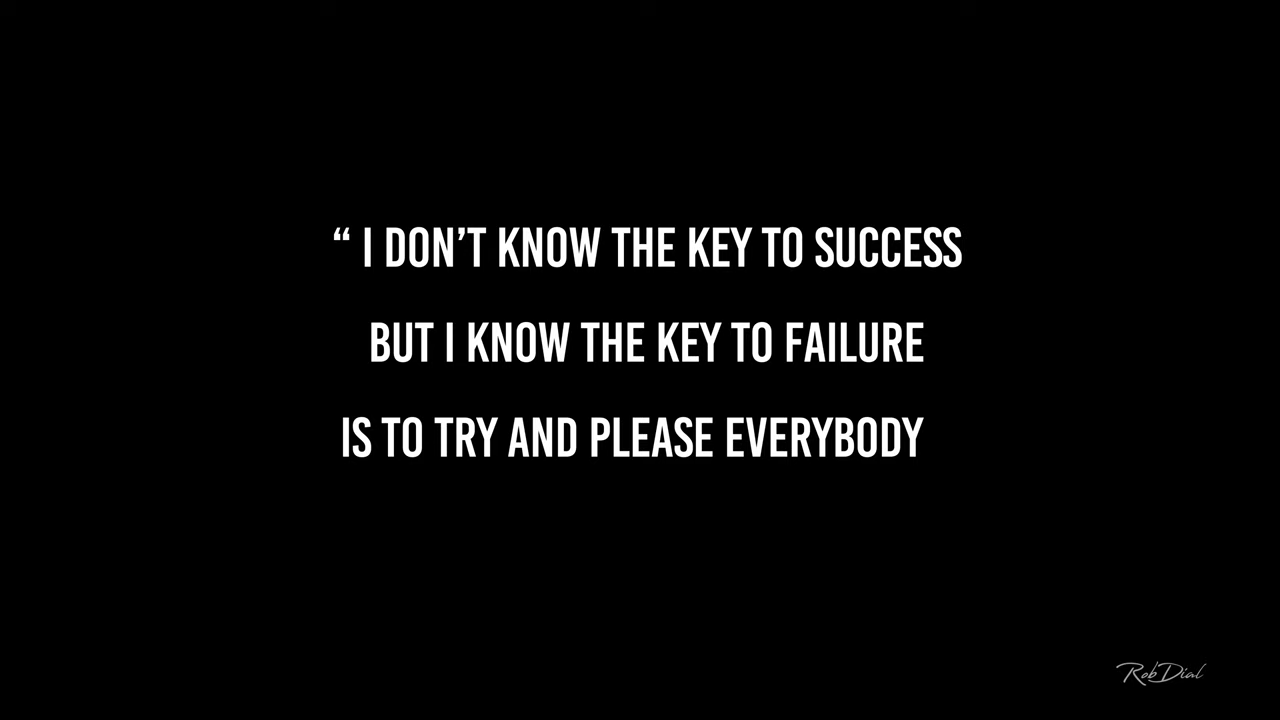 “ I DON’T KNOW THE KEY TO SUCCESS
BUT I KNOW THE KEY TO FAILURE
IS TO TRY AND PLEASE EVERYBODY
Rob Dial